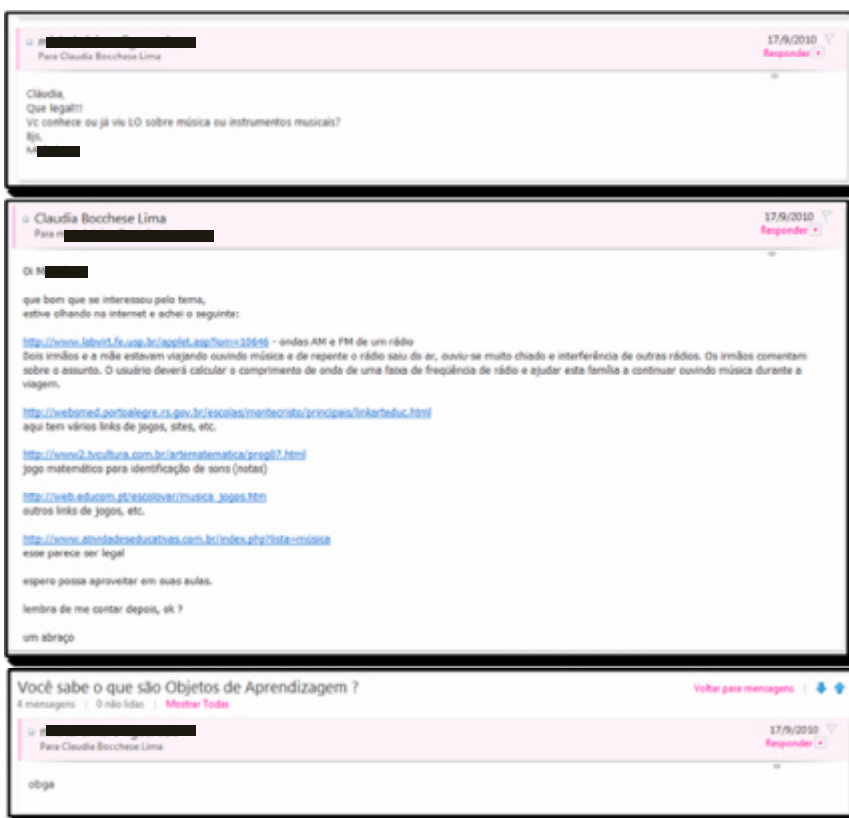 17/9/2010
Para Claudia Bocchese Lima
Responder
Cláudia,
Que legal!!!
Vc conhece ou já viu LO sobre música ou instrumentos musicais?
Bjs,
M
Claudia Bocchese Lima
17/9/2010
Para m
Responder
Oi M
que bom que se interessou pelo tema,
estive olhando na internet e achei o seguinte:
http://www.labvirt.fe.usp.br/applet.asp?lom=10646 - ondas AM e FM de um rádio
Dois irmãos e a mãe estavam viajando ouvindo música e de repente o rádio saiu do ar, ouviu-se muito chiado e interferência de outras rádios. Os irmãos comentam
sobre o assunto. O usuário deverá calcular o comprimento de onda de uma faixa de freqüência de rádio e ajudar esta família a continuar ouvindo música durante a
viagem.
http://websmed.portoalegre.rs.gov.br/escolas/montecristo/principais/linkarteduc.html
aqui tem vários links de jogos, sites, etc.
http://www2.tvcultura.com.br/artematematica/prog07.html
jogo matemático para identificação de sons (notas)
http://web.educom.pt/escolovar/musica_jogos.htm
outros links de jogos, etc.
http://www.atividadeseducativas.com.br/index.php?lista=música
esse parece ser legal
espero possa aproveitar em suas aulas.
lembra de me contar depois, ok ?
um abraço
Você sabe o que são Objetos de Aprendizagem ?
Voltar para mensagens
4 mensagens | 0 não lidas | Mostrar Todas
17/9/2010
Para Claudia Bocchese Lima
Responder
obga